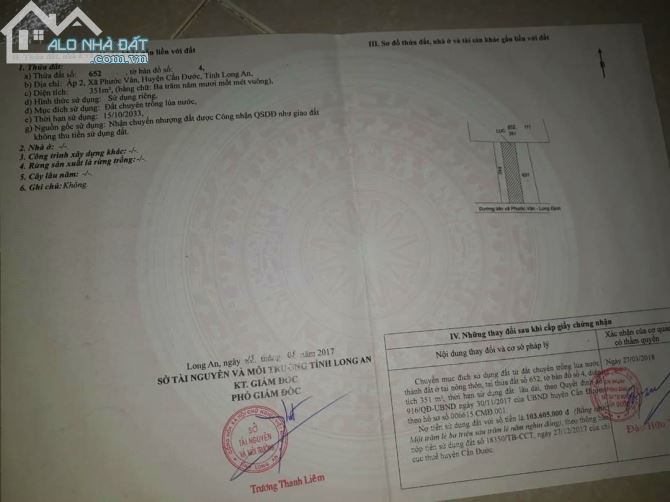 ALO NHÀ ĐẤT
gắn liền với đất
1. Thửa đất:
a) Thửa đất số: 652 , tờ bản đồ số: 4,
b) Địa chỉ: Ấp 2, Xã Phước Vân, Huyện Cần Đước, Tỉnh Long An,
c) Diện tích: 351m², (bằng chữ: Ba trăm năm mươi mốt mét vuông),
d) Hình thức sử dụng: Sử dụng riêng,
đ) Mục đích sử dụng: Đất chuyên trồng lúa nước,
e) Thời hạn sử dụng: 15/10/2033,
g) Nguồn gốc sử dụng: Nhận chuyển nhượng đất được Công nhận QSDĐ như giao đất
không thu tiền sử dụng đất.
2. Nhà ở: -/-
3. Công trình xây dựng khác: -/-
4. Rừng sản xuất là rừng trồng: -/-
5. Cây lâu năm: -/-
6. Ghi chú: Không.
Long An, ngày tháng 2017
SỞ TÀI NGUYÊN VÀ MÔI TRƯỜNG TỈNH LONG AN
KT. GIÁM ĐỐC
PHÓ GIÁM ĐỐC
SỞ
TÀI NGUYÊN
VÀ MÔI TRƯỜNG
Trương Thanh Liêm
III. Sơ đồ thửa đất, nhà ở và tài sản khác gắn liền với đất
652
LUC
351
Đường liên xã Phước Vân - Long Định
IV. Những thay đổi sau khi cấp giấy chứng nhận
Nội dung thay đổi và cơ sở pháp lý
Xác nhận của cơ quan
có thẩm quyền
Chuyển mục đích sử dụng đất từ đất chuyên trồng lúa nước
thành đất ở tại nông thôn, tại thửa đất số 652, tờ bản đồ số 4, diện
tích 351 m², thời hạn sử dụng đất lâu dài, theo Quyết định số
916/QĐ-UBND ngày 30/11/2017 của UBND huyện Cần Đước
theo hồ sơ 006615.CMĐ.001.
Nợ tiền sử dụng đất với số tiền là 103.605.000 đ (Bằng
Một trăm lẻ ba triệu sáu trăm lẻ năm nghìn đồng), theo thông báo
nộp tiền sử dụng đất số 18350/TB-CCT, ngày 27/12/2017 của chi
cục thuế huyện Cần Đước.
Ngày 27/03/2018
Đào Hữu